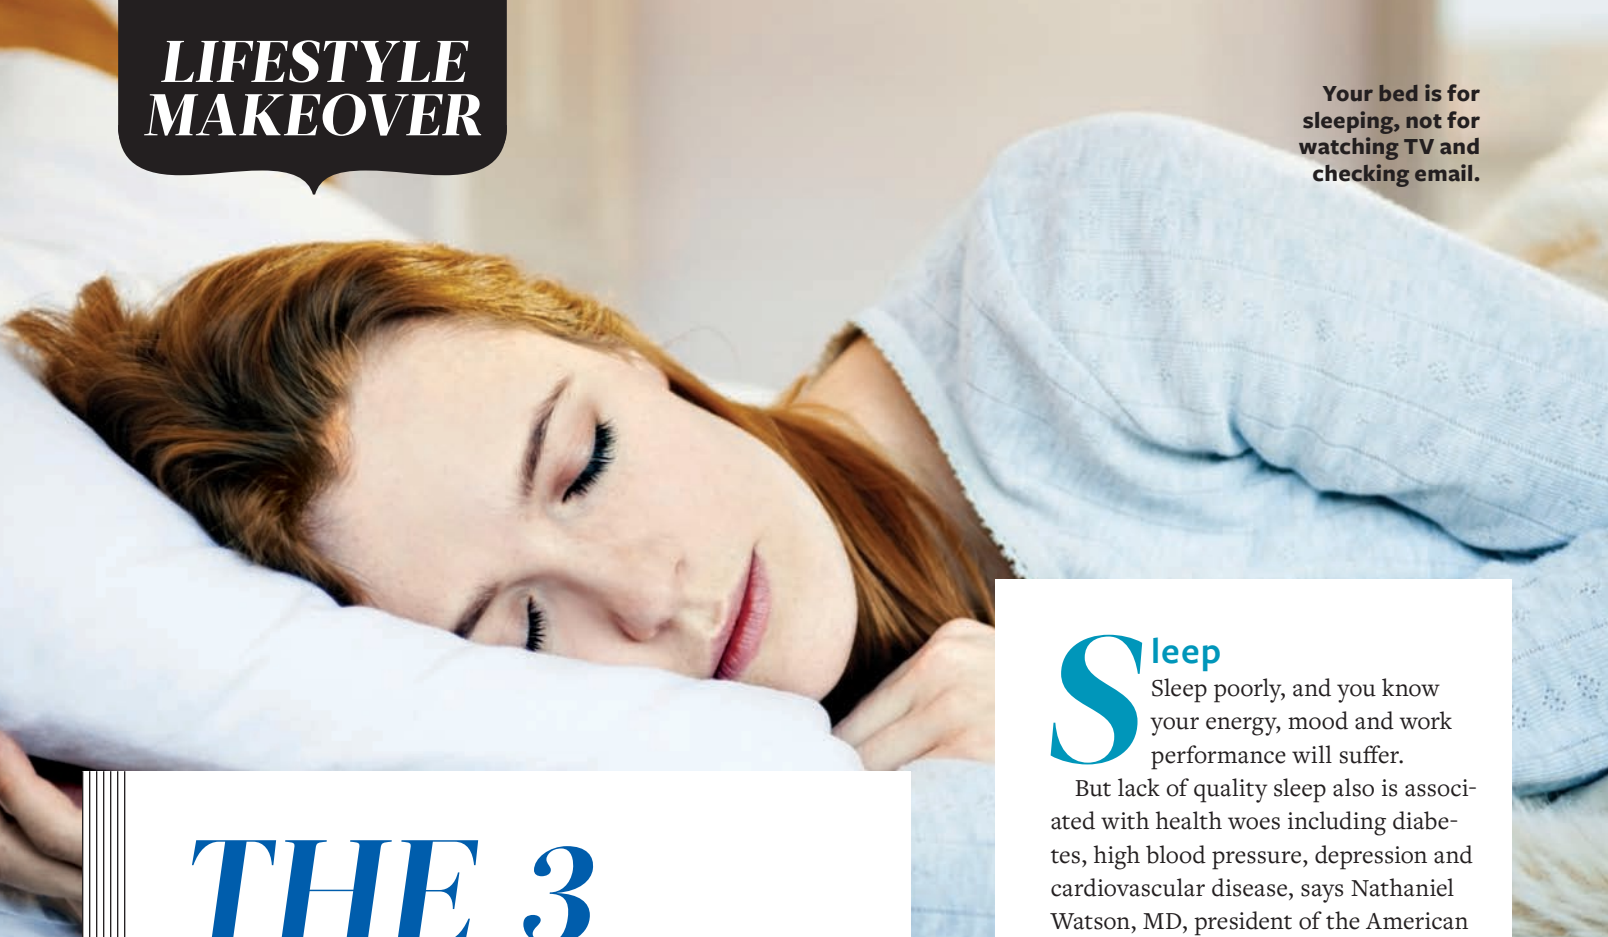 LIFESTYLE
MAKEOVER
Your bed is for
sleeping, not for
watching TV and
checking email.
THE 3
Sleep
Sleep poorly, and you know
your energy, mood and work
performance will suffer.
But lack of quality sleep also is associ-
ated with health woes including diabe-
tes, high blood pressure, depression and
cardiovascular disease, says Nathaniel
Watson, MD, president of the American